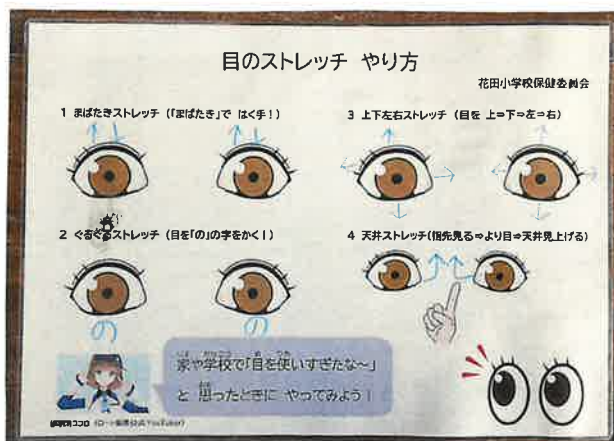 目のストレッチ やり方
花田小学校保健委員会
1 まばたきストレッチ（「まばたき」で はく手！）
3 上下左右ストレッチ（目を 上⇒下⇒左⇒右）
2 ぐるぐるストレッチ（目を「の」の字をかく！）
4 天井ストレッチ(指先見る⇒より目⇒天井見上げる)
の
の
家や学校で「目を使いすぎたな～」
と 思ったときに やってみよう！